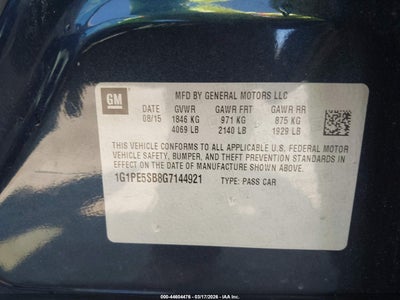 GM
MFD BY GENERAL MOTORS LLC
DATE GVWR GAWR FRT GAWR RR
08/15 1846 KG 971 KG 875 KG
4069 LB 2140 LB 1929 LB
THIS VEHICLE CONFORMS TO ALL APPLICABLE U.S. FEDERAL MOTOR
VEHICLE SAFETY, BUMPER, AND THEFT PREVENTION STANDARDS
IN EFFECT ON THE DATE OF MANUFACTURE SHOWN ABOVE.
1G1PE5SB8G7144921
TYPE: PASS CAR
000-44604476 - 03/17/2026 - IAA Inc.